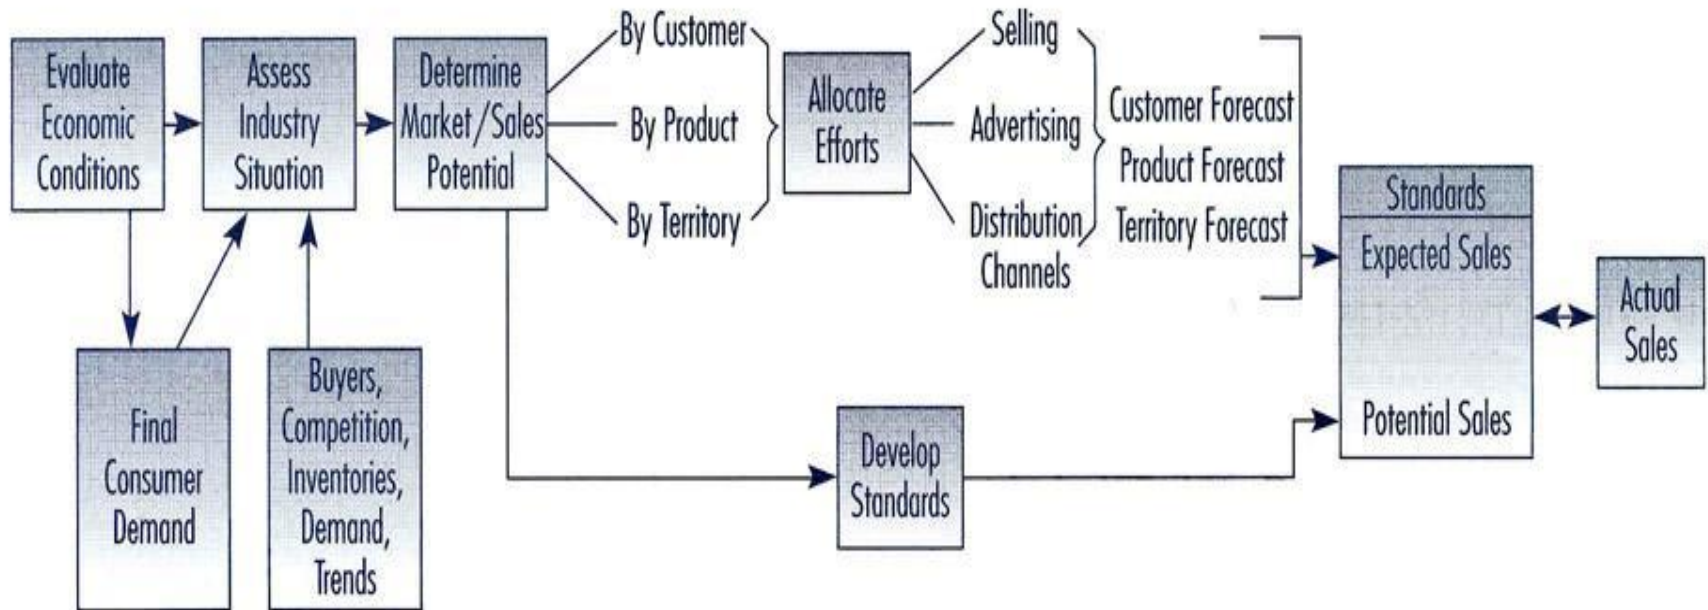 Evaluate
Economic
Conditions
Assess
Industry
Situation
Determine
Market/Sales
Potential
By Customer
By Product
By Territory
Allocate
Efforts
Selling
Advertising
Distribution
Channels
Customer Forecast
Product Forecast
Territory Forecast
Standards
Expected Sales
Potential Sales
Actual
Sales
Final
Consumer
Demand
Buyers,
Competition,
Inventories,
Demand,
Trends
Develop
Standards